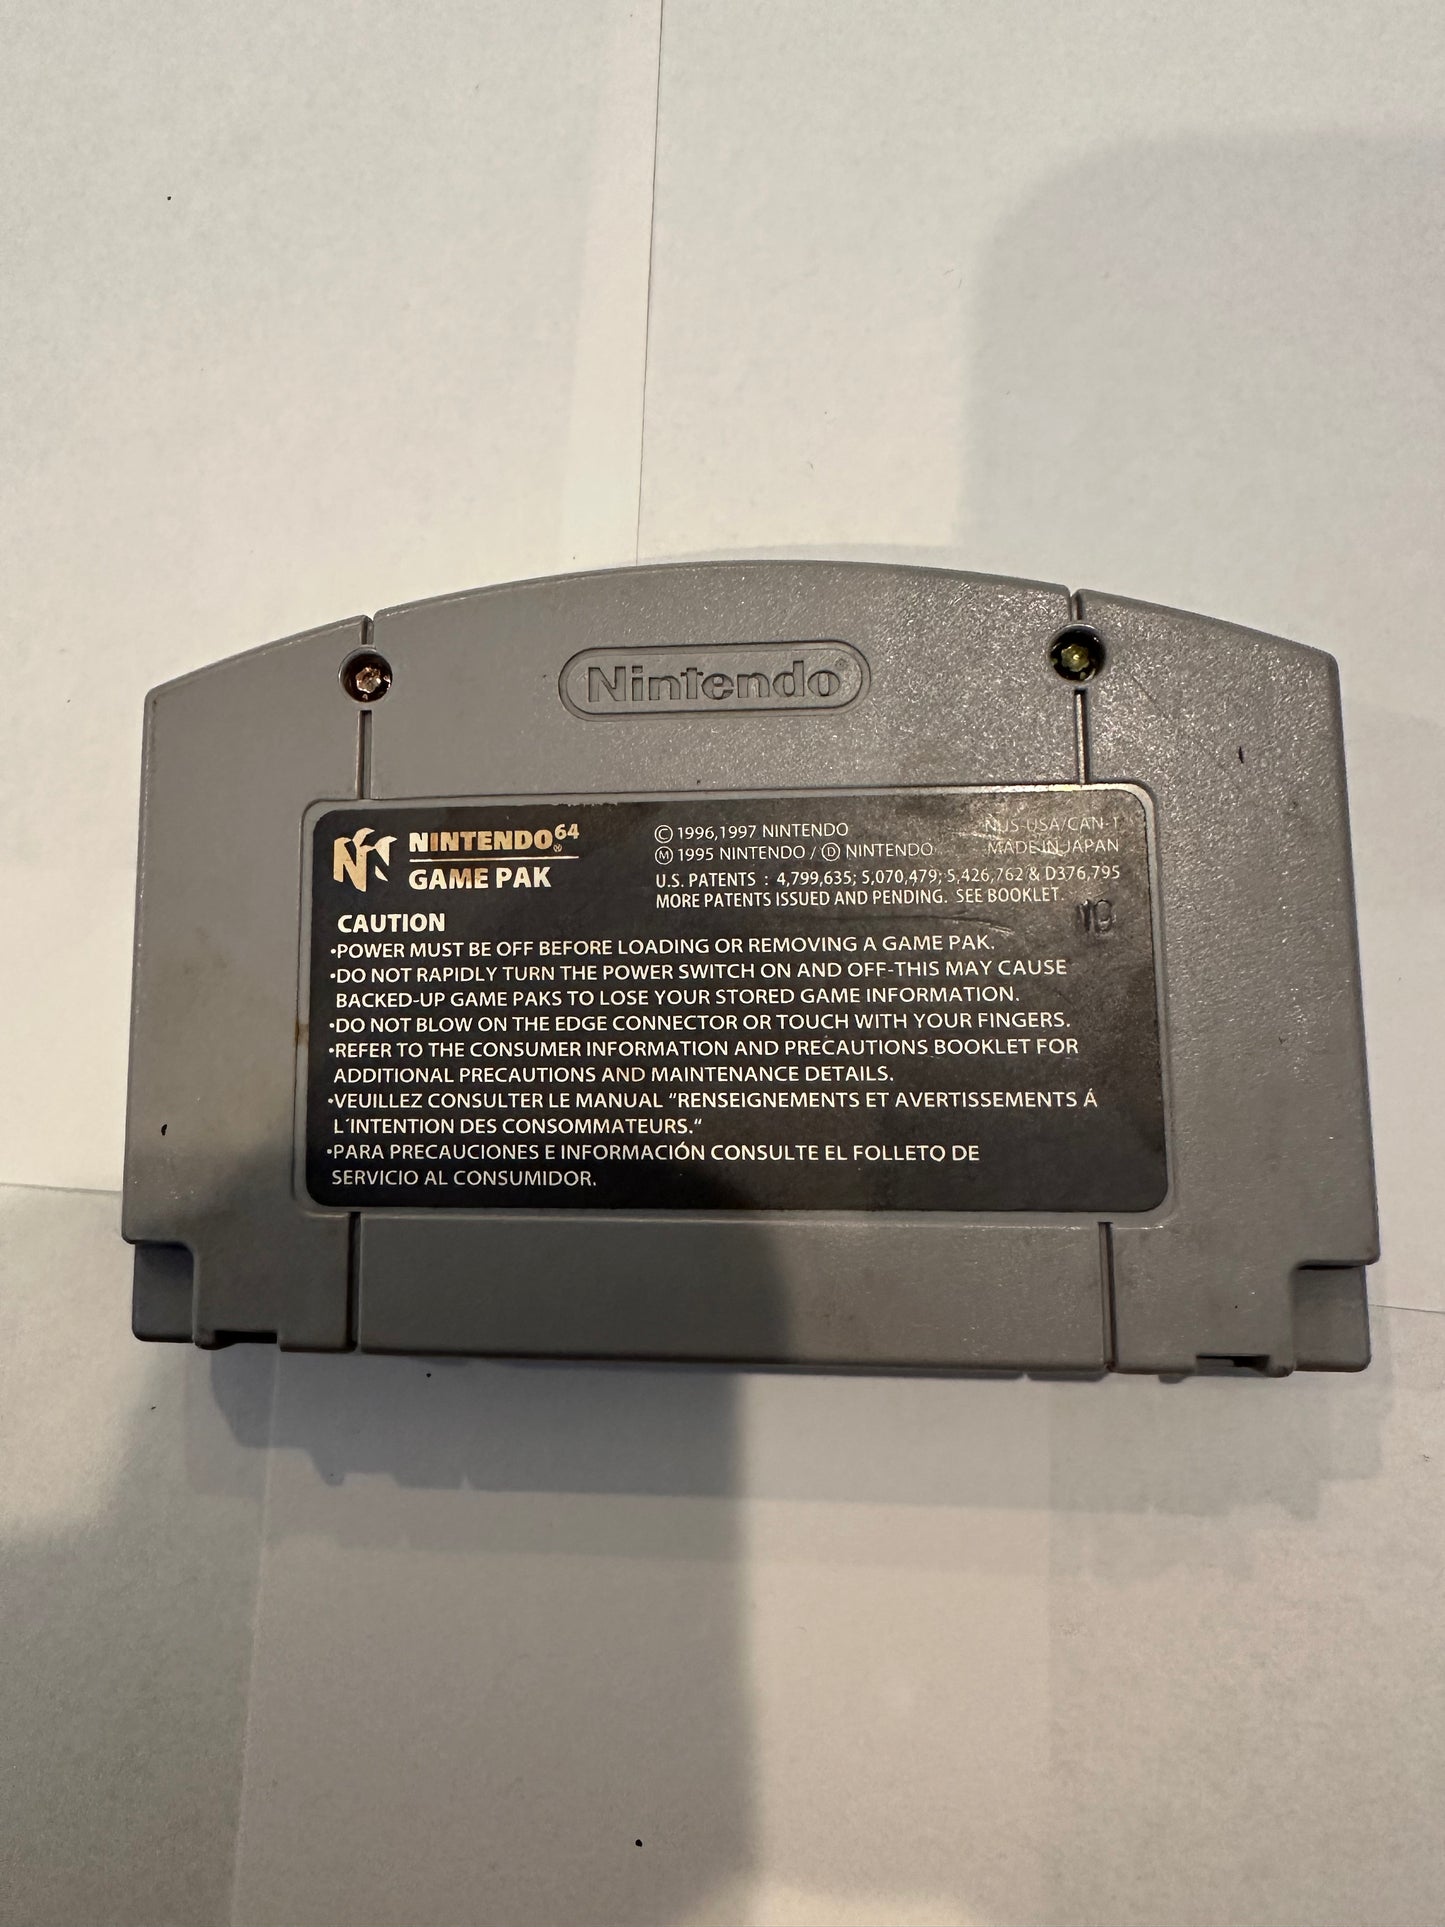 Nintendo®
NINTENDO64®
GAME PAK
© 1996,1997 NINTENDO
Ⓜ 1995 NINTENDO / Ⓓ NINTENDO
NUS-USA/CAN-1
MADE IN JAPAN
U.S. PATENTS : 4,799,635; 5,070,479; 5,426,762 & D376,795
MORE PATENTS ISSUED AND PENDING. SEE BOOKLET.
CAUTION
•POWER MUST BE OFF BEFORE LOADING OR REMOVING A GAME PAK.
•DO NOT RAPIDLY TURN THE POWER SWITCH ON AND OFF-THIS MAY CAUSE
BACKED-UP GAME PAKS TO LOSE YOUR STORED GAME INFORMATION.
•DO NOT BLOW ON THE EDGE CONNECTOR OR TOUCH WITH YOUR FINGERS.
•REFER TO THE CONSUMER INFORMATION AND PRECAUTIONS BOOKLET FOR
ADDITIONAL PRECAUTIONS AND MAINTENANCE DETAILS.
•VEUILLEZ CONSULTER LE MANUAL "RENSEIGNEMENTS ET AVERTISSEMENTS Á
L´INTENTION DES CONSOMMATEURS."
•PARA PRECAUCIONES E INFORMACIÓN CONSULTE EL FOLLETO DE
SERVICIO AL CONSUMIDOR.